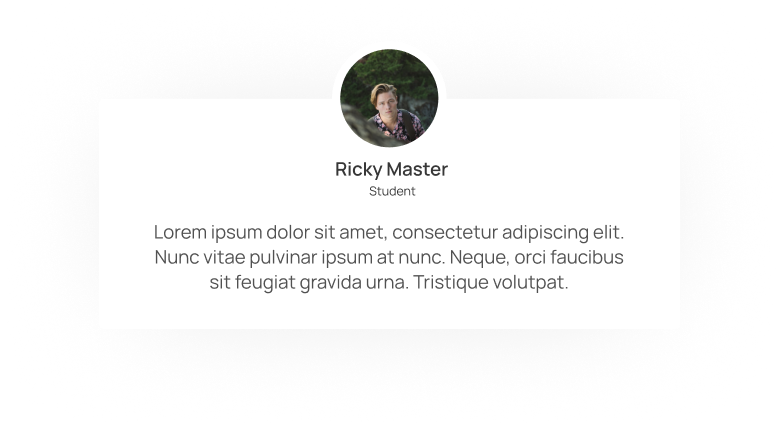 Ricky Master
Student
Lorem ipsum dolor sit amet, consectetur adipiscing elit.
Nunc vitae pulvinar ipsum at nunc. Neque, orci faucibus
sit feugiat gravida urna. Tristique volutpat.